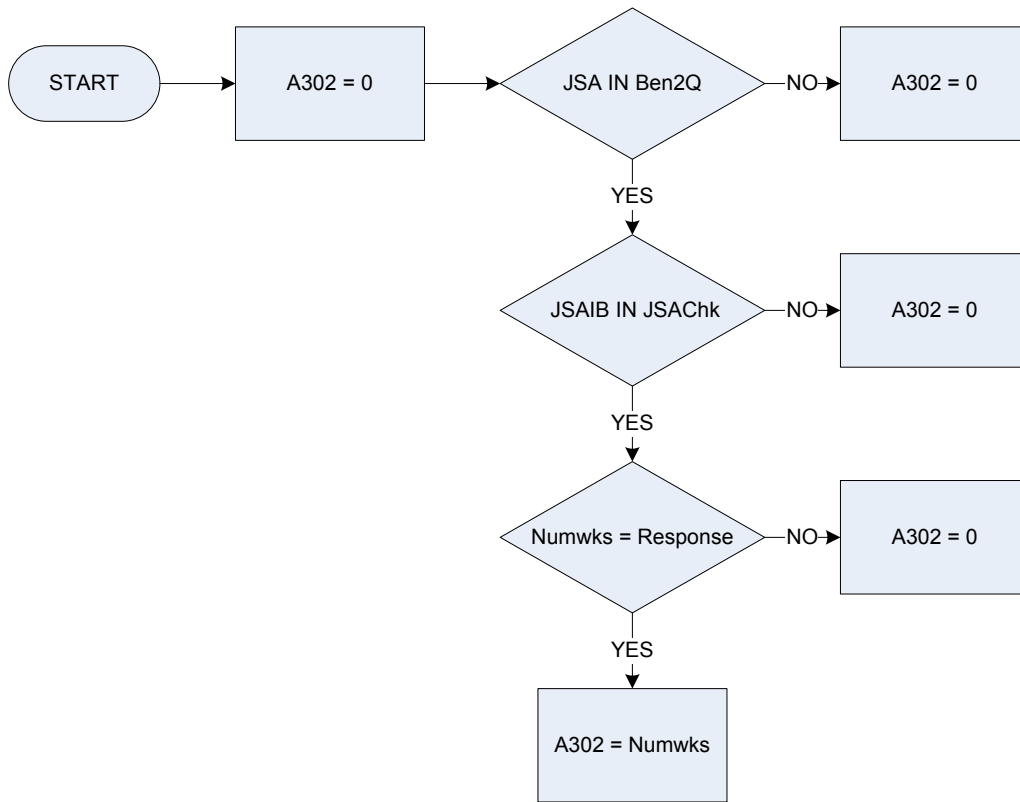 START
A302 = 0
JSA IN Ben2Q
NO
A302 = 0
YES
JSAIB IN JSAChk
NO
A302 = 0
YES
Numwks = Response
NO
A302 = 0
YES
A302 = Numwks